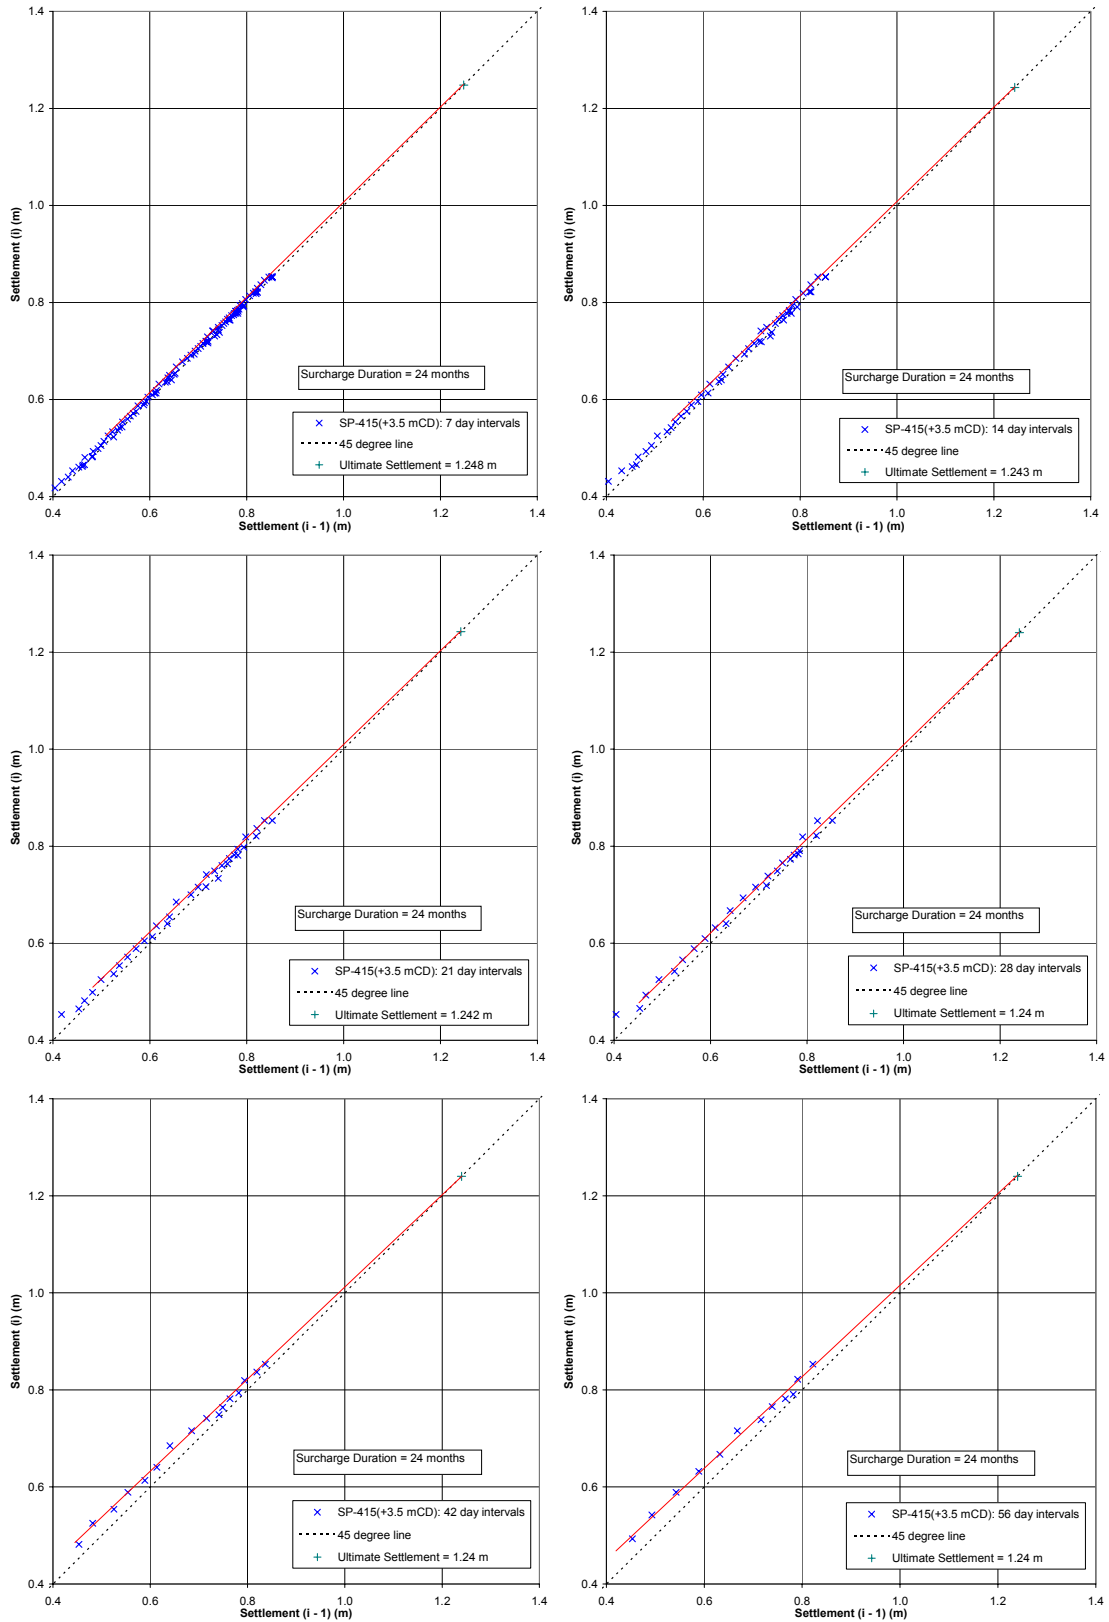 1.4
1.2
1.0
0.8
0.6
0.4
Settlement (i) (m)
Surcharge Duration = 24 months
SP-415(+3.5 mCD): 7 day intervals
45 degree line
Ultimate Settlement = 1.248 m
0.4 0.6 0.8 1.0 1.2 1.4
Settlement (i - 1) (m)
1.4
1.2
1.0
0.8
0.6
0.4
Settlement (i) (m)
Surcharge Duration = 24 months
SP-415(+3.5 mCD): 14 day intervals
45 degree line
Ultimate Settlement = 1.243 m
0.4 0.6 0.8 1.0 1.2 1.4
Settlement (i - 1) (m)
1.4
1.2
1.0
0.8
0.6
0.4
Settlement (i) (m)
Surcharge Duration = 24 months
SP-415(+3.5 mCD): 21 day intervals
45 degree line
Ultimate Settlement = 1.242 m
0.4 0.6 0.8 1.0 1.2 1.4
Settlement (i - 1) (m)
1.4
1.2
1.0
0.8
0.6
0.4
Settlement (i) (m)
Surcharge Duration = 24 months
SP-415(+3.5 mCD): 28 day intervals
45 degree line
Ultimate Settlement = 1.24 m
0.4 0.6 0.8 1.0 1.2 1.4
Settlement (i - 1) (m)
1.4
1.2
1.0
0.8
0.6
0.4
Settlement (i) (m)
Surcharge Duration = 24 months
SP-415(+3.5 mCD): 42 day intervals
45 degree line
Ultimate Settlement = 1.24 m
0.4 0.6 0.8 1.0 1.2 1.4
Settlement (i - 1) (m)
1.4
1.2
1.0
0.8
0.6
0.4
Settlement (i) (m)
Surcharge Duration = 24 months
SP-415(+3.5 mCD): 56 day intervals
45 degree line
Ultimate Settlement = 1.24 m
0.4 0.6 0.8 1.0 1.2 1.4
Settlement (i - 1) (m)